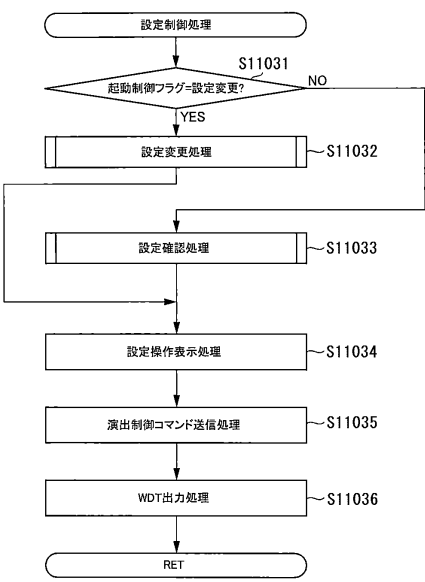 設定制御処理
S11031
起動制御フラグ=設定変更?
NO
YES
設定変更処理
S11032
設定確認処理
S11033
設定操作表示処理
S11034
演出制御コマンド送信処理
S11035
WDT出力処理
S11036
RET